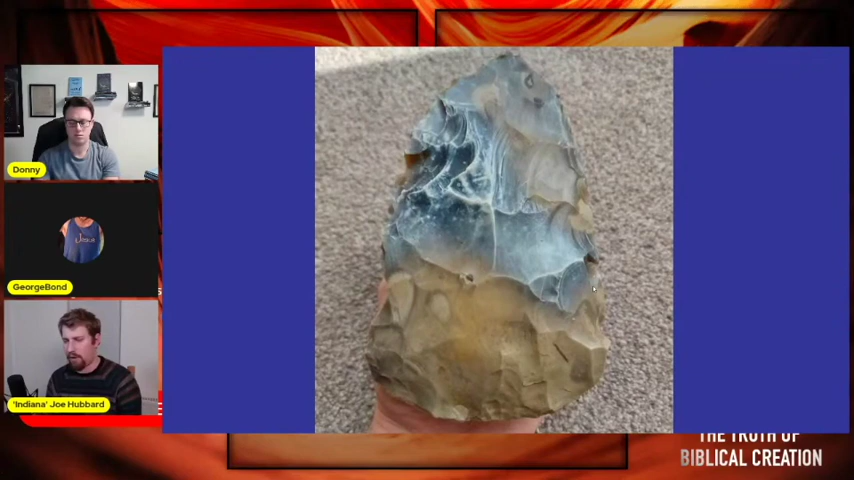 Donny
GeorgeBond
'Indiana' Joe Hubbard
THE TRUTH OF
BIBLICAL CREATION